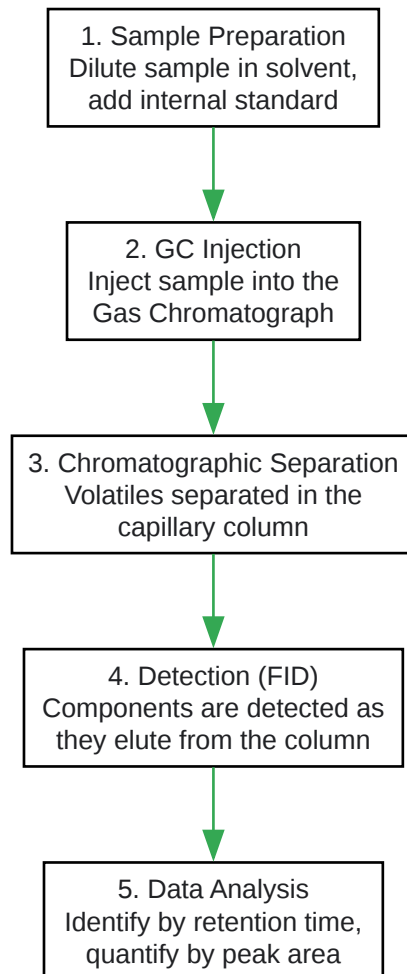 1. Sample Preparation
Dilute sample in solvent,
add internal standard
2. GC Injection
Inject sample into the
Gas Chromatograph
3. Chromatographic Separation
Volatiles separated in the
capillary column
4. Detection (FID)
Components are detected as
they elute from the column
5. Data Analysis
Identify by retention time,
quantify by peak area